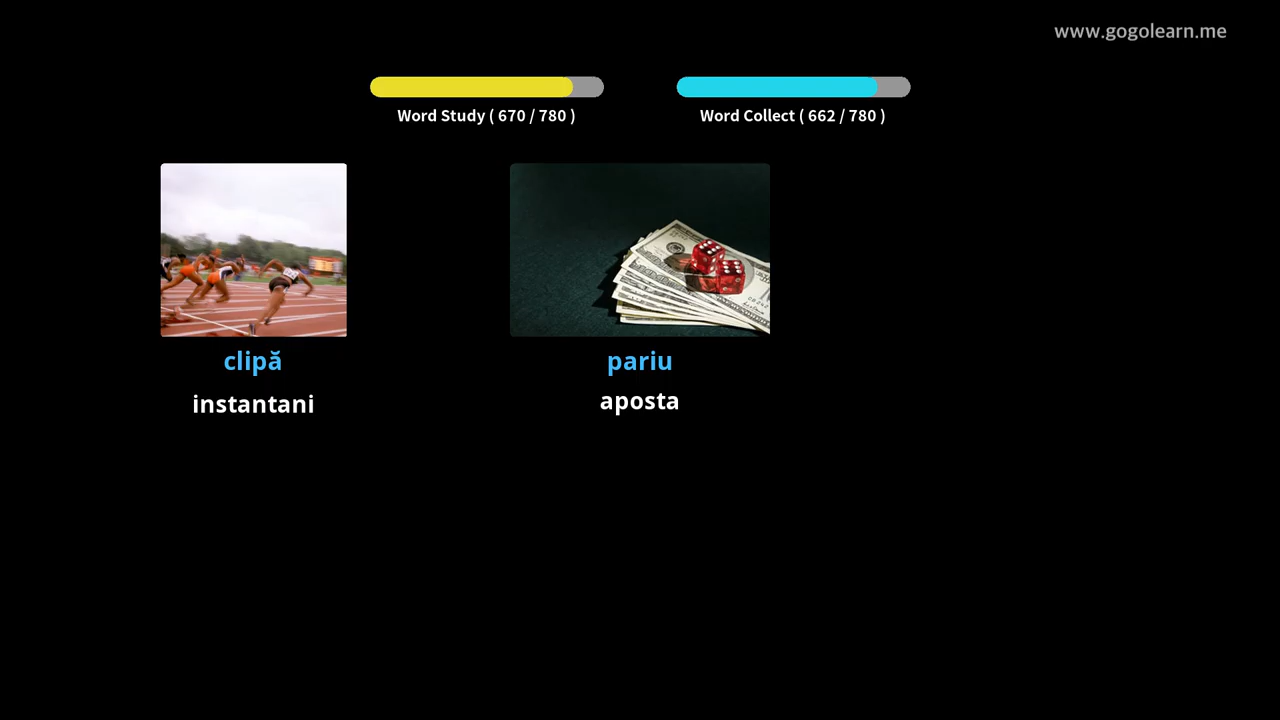 www.gogolearn.me
Word Study ( 670 / 780 )
Word Collect ( 662 / 780 )
clipă
instantani
pariu
aposta